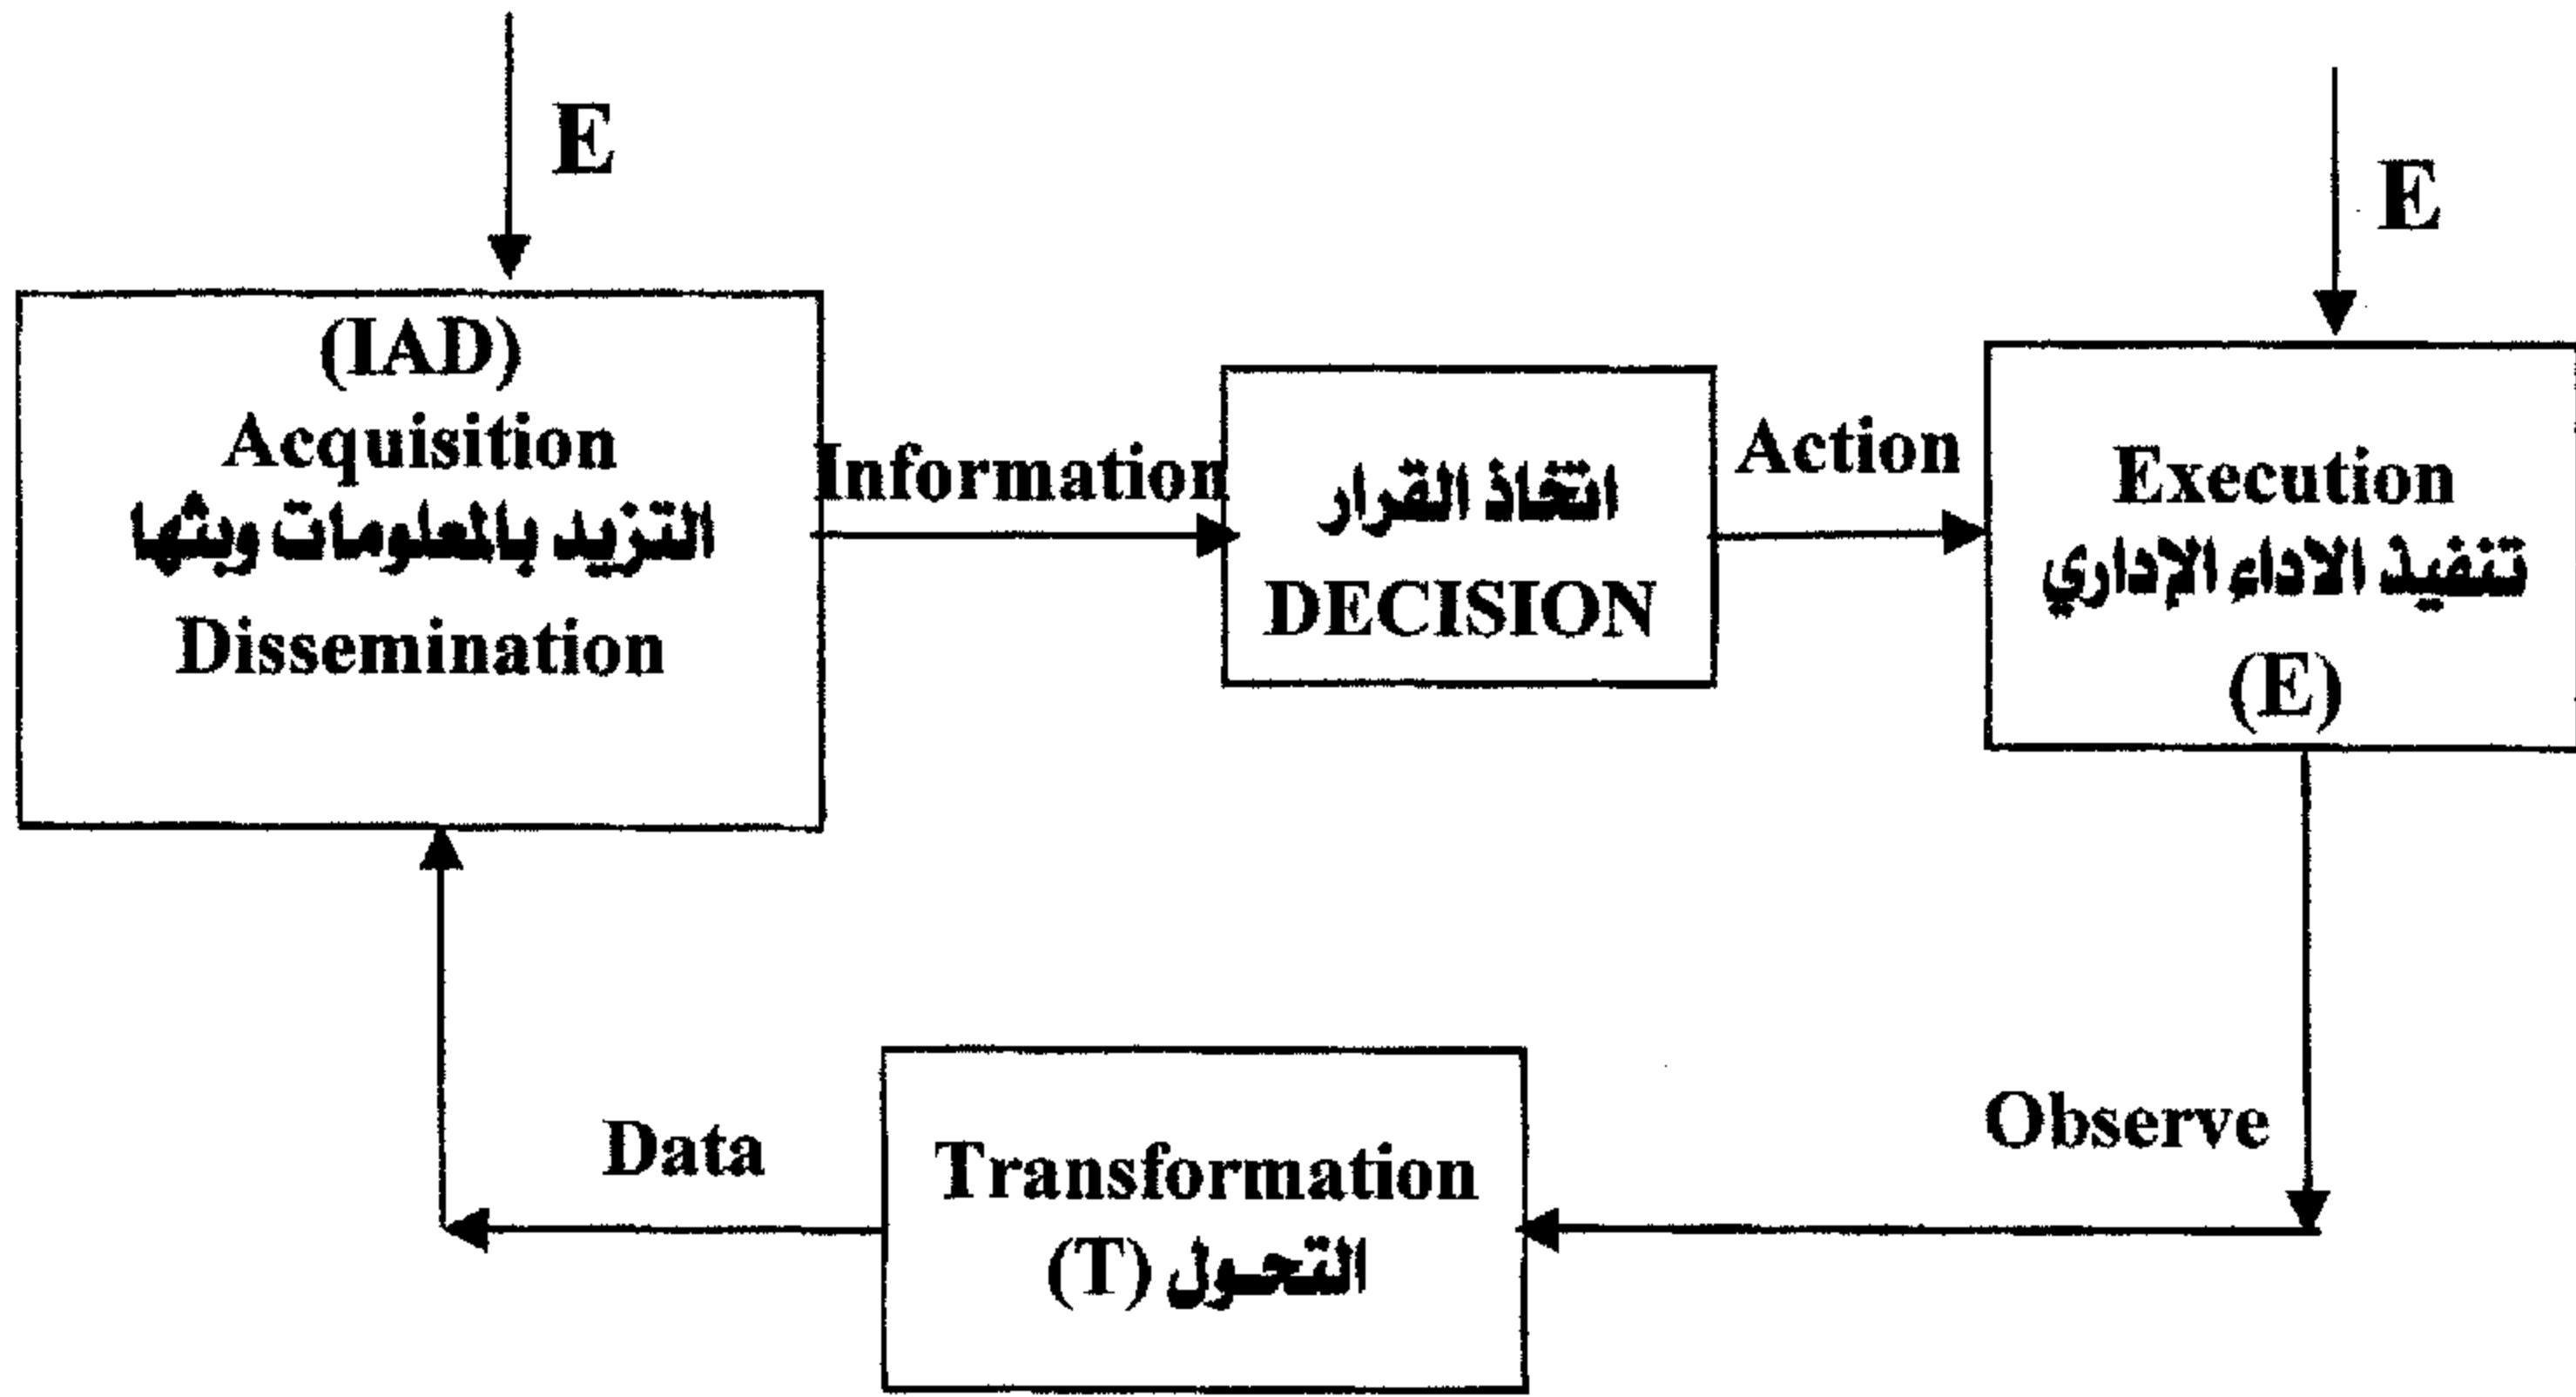 E
E
(IAD)
Acquisition
التزيد بالمعلومات وبثها
Dissemination
Information
اتخاذ القرار
DECISION
Action
Execution
تنفيذ الاداء الإداري
(E)
Observe
Transformation
التحول (T)
Data